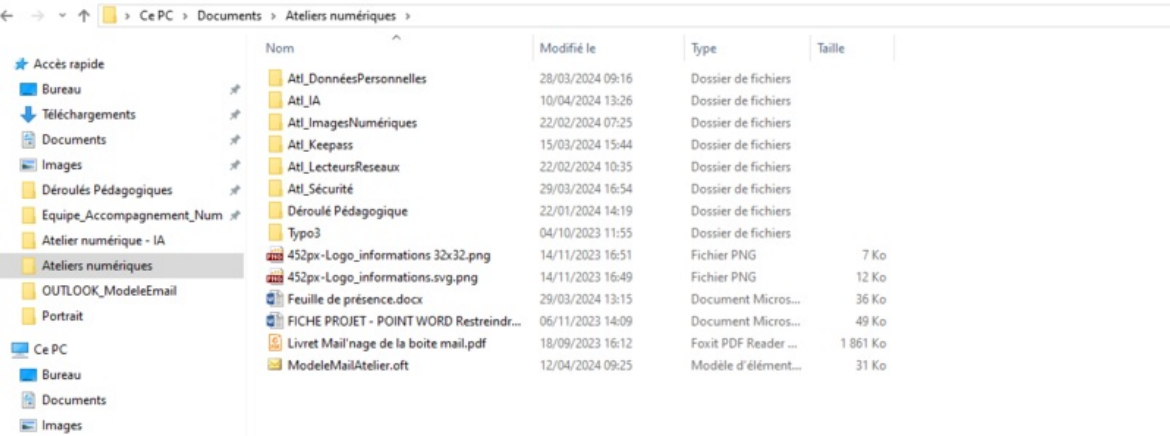 Ce PC > Documents > Ateliers numériques >
Nom Modifié le Type Taille
Accès rapide
Bureau
Téléchargements
Documents
Images
Déroulés Pédagogiques
Equipe_Accompagnement_Num
Atelier numérique - IA
Ateliers numériques
OUTLOOK_ModeleEmail
Portrait
Ce PC
Bureau
Documents
Images
Atl_DonnéesPersonnelles 28/03/2024 09:16 Dossier de fichiers
Atl_IA 10/04/2024 13:26 Dossier de fichiers
Atl_ImagesNumériques 22/02/2024 07:25 Dossier de fichiers
Atl_Keepass 15/03/2024 15:44 Dossier de fichiers
Atl_LecteursReseaux 22/02/2024 10:35 Dossier de fichiers
Atl_Sécurité 29/03/2024 16:54 Dossier de fichiers
Déroulé Pédagogique 22/01/2024 14:19 Dossier de fichiers
Typo3 04/10/2023 11:55 Dossier de fichiers
452px-Logo_informations 32x32.png 14/11/2023 16:51 Fichier PNG 7 Ko
452px-Logo_informations.svg.png 14/11/2023 16:49 Fichier PNG 12 Ko
Feuille de présence.docx 29/03/2024 13:15 Document Micros... 36 Ko
FICHE PROJET - POINT WORD Restreindr... 06/11/2023 14:09 Document Micros... 49 Ko
Livret Mail'nage de la boite mail.pdf 18/09/2023 16:12 Foxit PDF Reader ... 1 861 Ko
ModeleMailAtelier.oft 12/04/2024 09:25 Modèle d'élément... 31 Ko